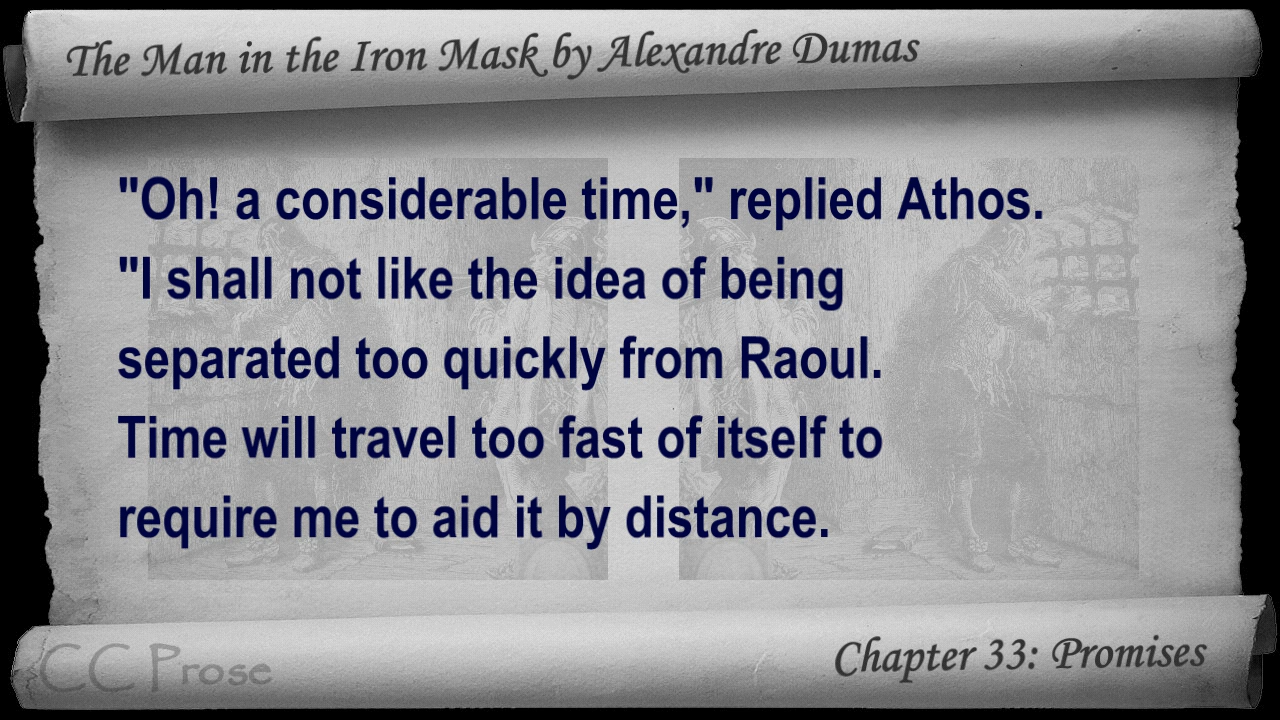 The Man in the Iron Mask by Alexandre Dumas
"Oh! a considerable time," replied Athos.
"I shall not like the idea of being
separated too quickly from Raoul.
Time will travel too fast of itself to
require me to aid it by distance.
CC Prose
Chapter 33: Promises